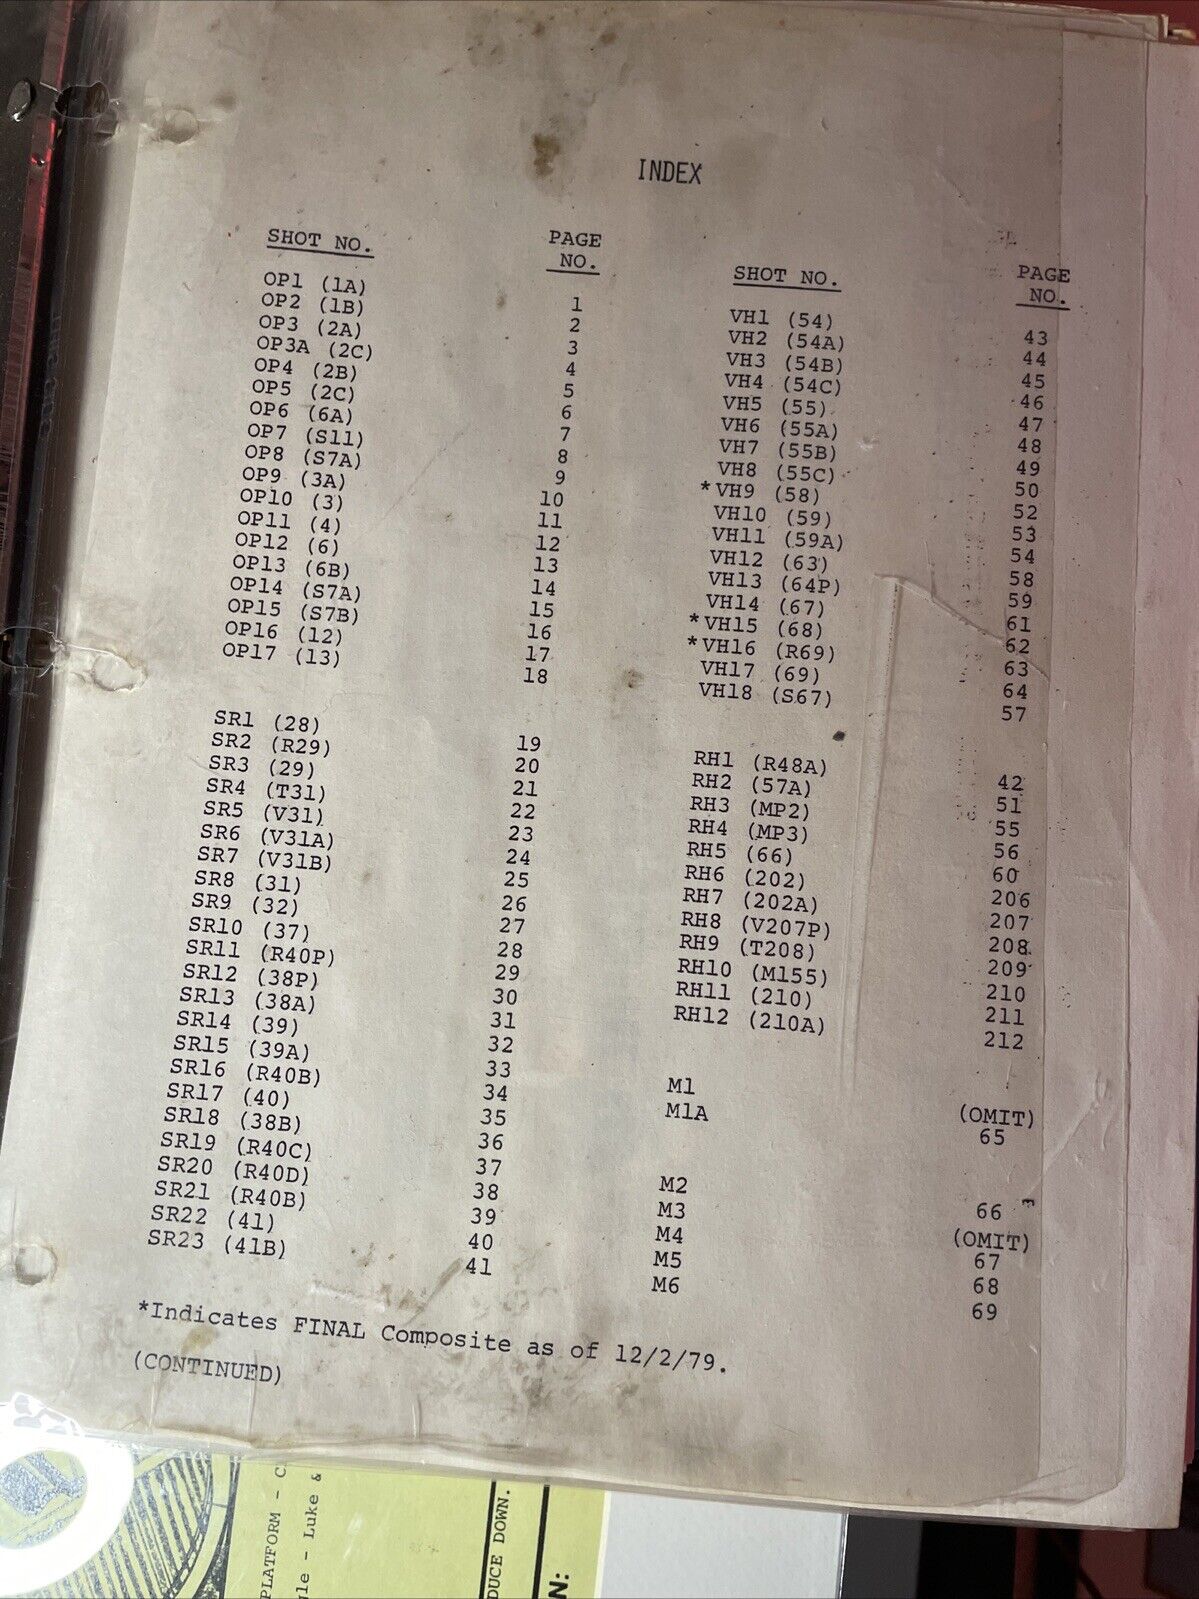 INDEX
SHOT NO. PAGE NO.
OP1 (1A) 1
OP2 (1B) 2
OP3 (2A) 3
OP3A (2C) 4
OP4 (2B) 5
OP5 (2C) 6
OP6 (6A) 7
OP7 (S11) 8
OP8 (S7A) 9
OP9 (3A) 10
OP10 (3) 11
OP11 (4) 12
OP12 (6) 13
OP13 (6B) 14
OP14 (S7A) 15
OP15 (S7B) 16
OP16 (12) 17
OP17 (13) 18
SR1 (28) 19
SR2 (R29) 20
SR3 (29) 21
SR4 (T31) 22
SR5 (V31) 23
SR6 (V31A) 24
SR7 (V31B) 25
SR8 (31) 26
SR9 (32) 27
SR10 (37) 28
SR11 (R40P) 29
SR12 (38P) 30
SR13 (38A) 31
SR14 (39) 32
SR15 (39A) 33
SR16 (R40B) 34
SR17 (40) 35
SR18 (38B) 36
SR19 (R40C) 37
SR20 (R40D) 38
SR21 (R40B) 39
SR22 (41) 40
SR23 (41B) 41
SHOT NO. PAGE NO.
VH1 (54) 43
VH2 (54A) 44
VH3 (54B) 45
VH4 (54C) 46
VH5 (55) 47
VH6 (55A) 48
VH7 (55B) 49
VH8 (55C) 50
*VH9 (58) 52
VH10 (59) 53
VH11 (59A) 54
VH12 (63) 58
VH13 (64P) 59
VH14 (67) 61
*VH15 (68) 62
*VH16 (R69) 63
VH17 (69) 64
VH18 (S67) 57
RH1 (R48A) 42
RH2 (57A) 51
RH3 (MP2) 55
RH4 (MP3) 56
RH5 (66) 60
RH6 (202) 206
RH7 (202A) 207
RH8 (V207P) 208
RH9 (T208) 209
RH10 (M155) 210
RH11 (210) 211
RH12 (210A) 212
M1 (OMIT)
M1A 65
M2 66
M3 (OMIT)
M4 67
M5 68
M6 69
*Indicates FINAL Composite as of 12/2/79.
(CONTINUED)
PLATFORM -
- Luke &
DUCE DOWN.
N: